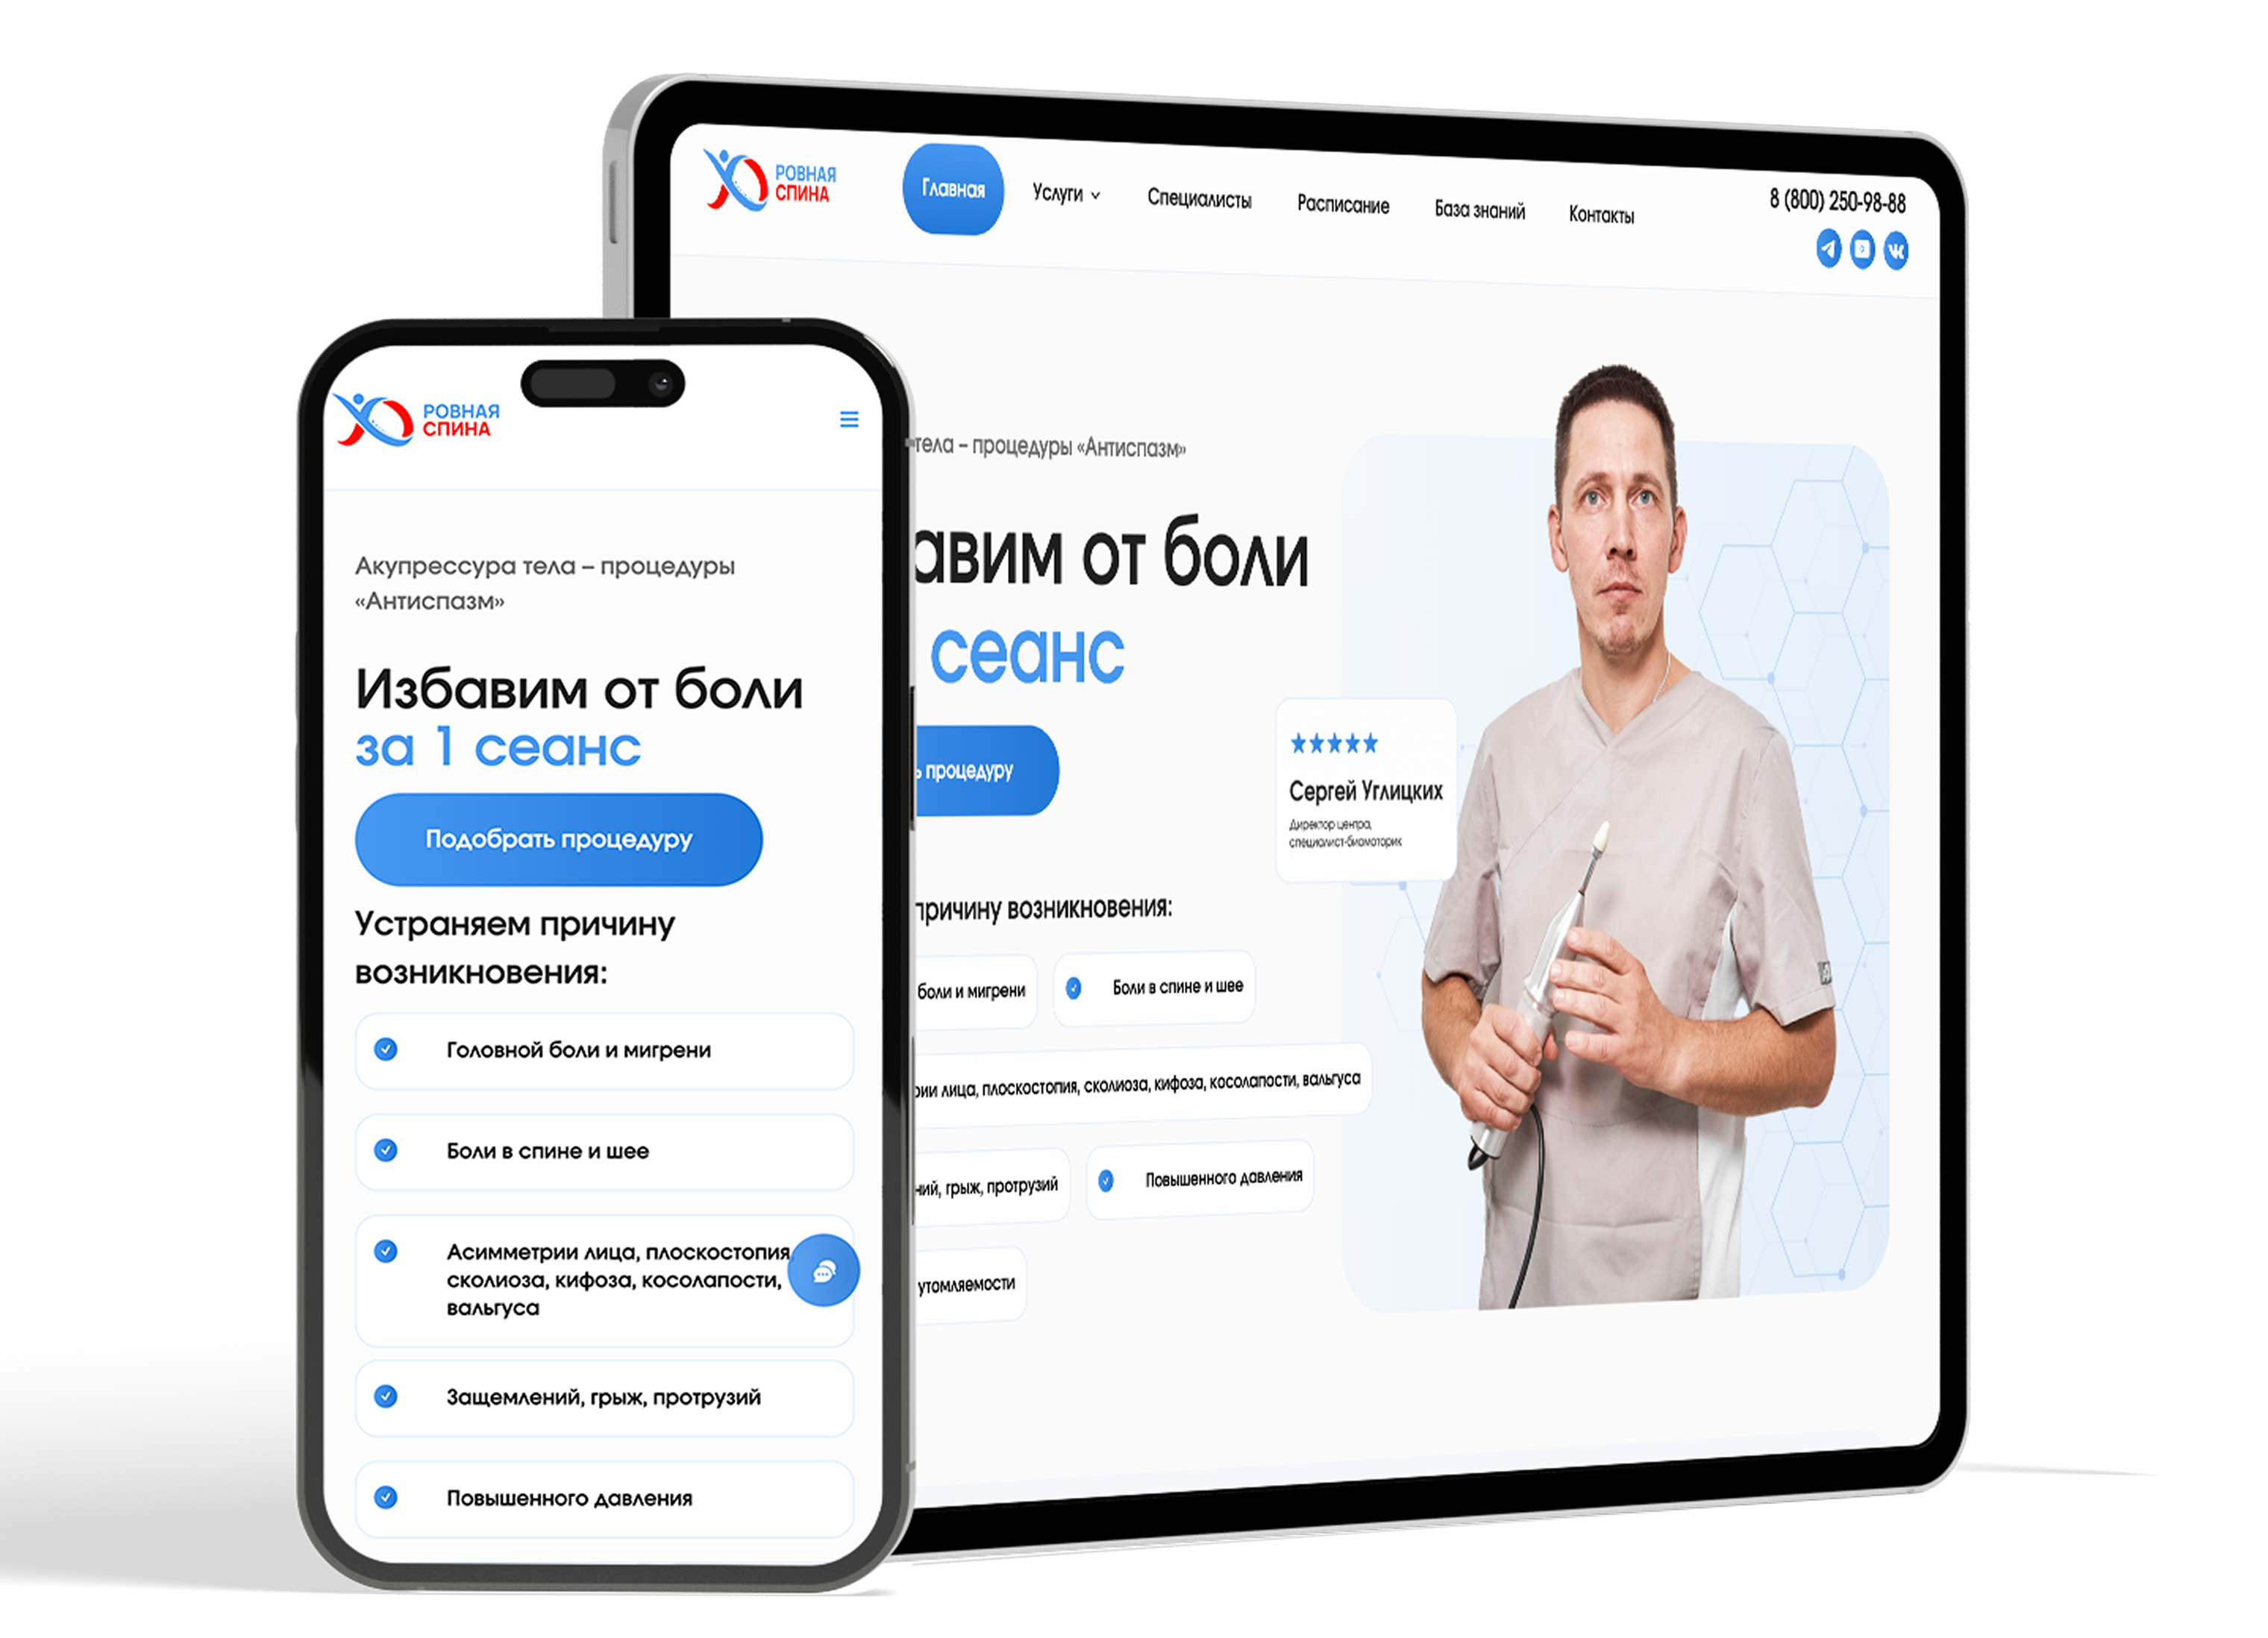 РОВНАЯ
СПИНА
Главная
Услуги
Специалисты
Расписание
База знаний
Контакты
8 (800) 250-98-88
тела – процедуры «Антиспазм»
авим от боли
сеанс
ь процедуру
Сергей Углицких
Директор центра,
специалист-биомоторик
причину возникновения:
боли и мигрени
Боли в спине и шее
рии лица, плоскостопия, сколиоза, кифоза, косолапости, вальгуса
ний, грыж, протрузий
Повышенного давления
утомляемости
РОВНАЯ
СПИНА
Акупрессура тела – процедуры
«Антиспазм»
Избавим от боли
за 1 сеанс
Подобрать процедуру
Устраняем причину
возникновения:
Головной боли и мигрени
Боли в спине и шее
Асимметрии лица, плоскостопия,
сколиоза, кифоза, косолапости,
вальгуса
Защемлений, грыж, протрузий
Повышенного давления